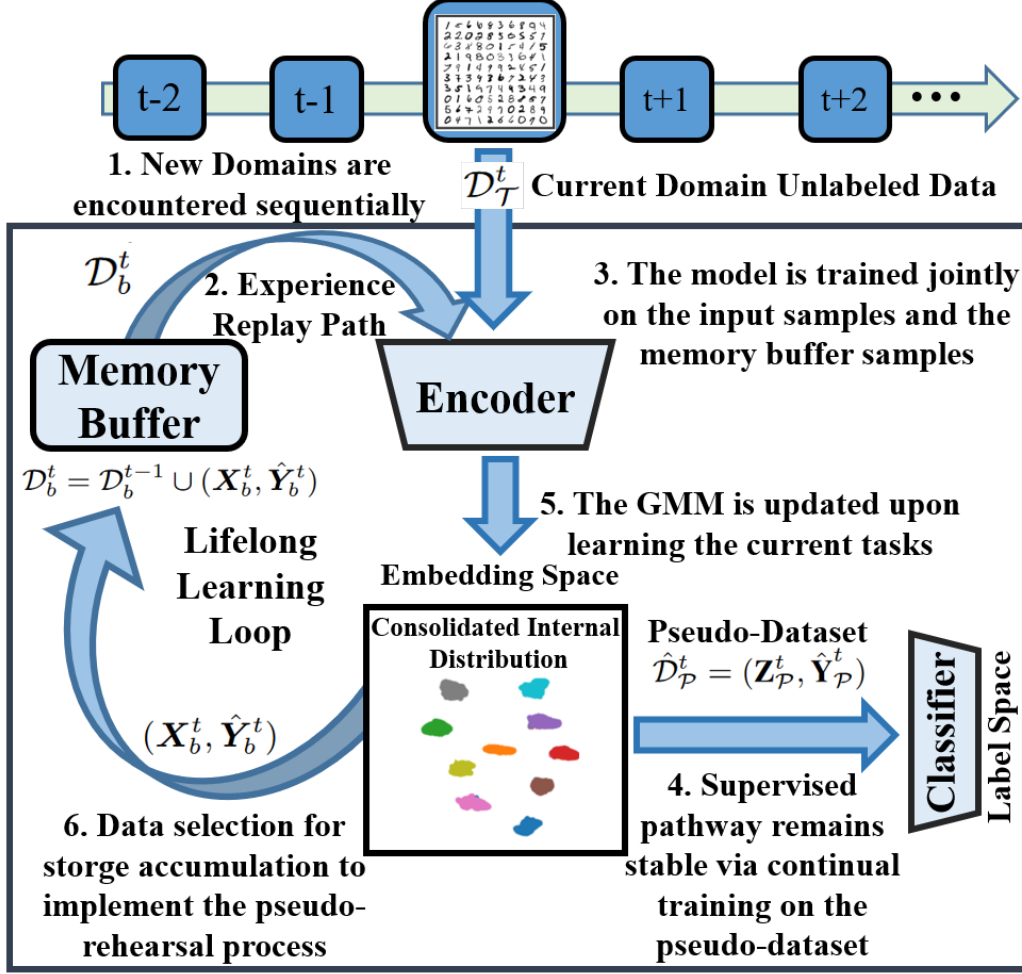 t-2
t-1
t+1
t+2
•••
1. New Domains are
encountered sequentially
𝒟_𝒯^t Current Domain Unlabeled Data
𝒟_b^t
2. Experience
Replay Path
3. The model is trained jointly
on the input samples and the
memory buffer samples
Memory
Buffer
Encoder
𝒟_b^t = 𝒟_b^{t-1} ∪ (X_b^t, Ŷ_b^t)
5. The GMM is updated upon
learning the current tasks
Lifelong
Learning
Loop
Embedding Space
Consolidated Internal
Distribution
Pseudo-Dataset
𝒟̂_𝒫^t = (Z_𝒫^t, Ŷ_𝒫^t)
Classifier
Label Space
(X_b^t, Ŷ_b^t)
4. Supervised
pathway remains
stable via continual
training on the
pseudo-dataset
6. Data selection for
storge accumulation to
implement the pseudo-
rehearsal process